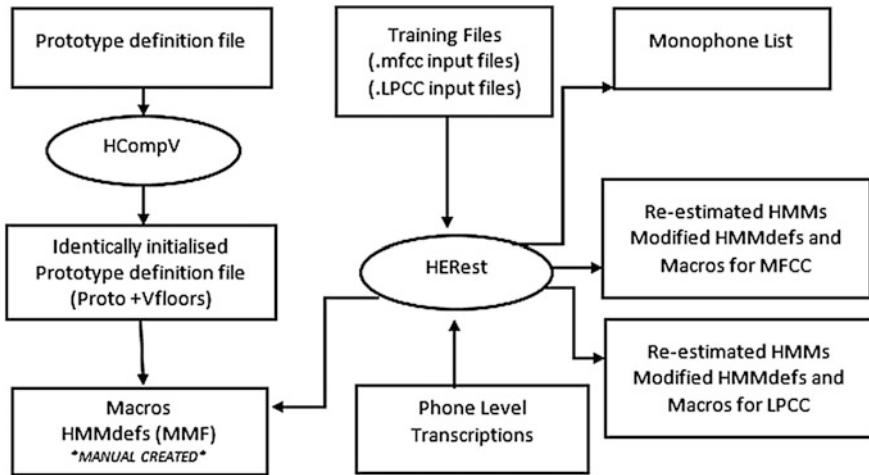 Prototype definition file
HCompV
Identically initialised
Prototype definition file
(Proto +Vfloors)
Macros
HMMdefs (MMF)
*MANUAL CREATED*
Training Files
(.mfcc input files)
(.LPCC input files)
HERest
Phone Level
Transcriptions
Monophone List
Re-estimated HMMs
Modified HMMdefs and
Macros for MFCC
Re-estimated HMMs
Modified HMMdefs and
Macros for LPCC